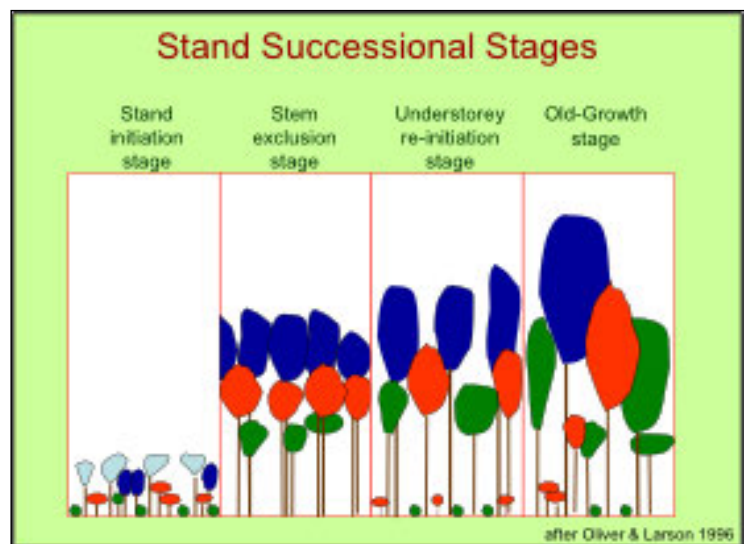 Stand Successional Stages
Stand
initiation
stage
Stem
exclusion
stage
Understorey
re-initiation
stage
Old-Growth
stage
after Oliver & Larson 1996